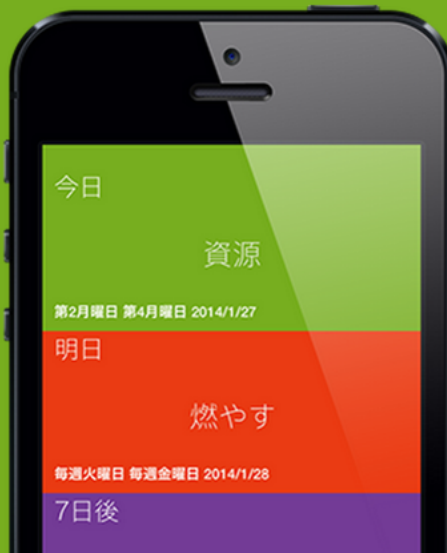 今日
資源
第2月曜日 第4月曜日 2014/1/27
明日
燃やす
毎週火曜日 毎週金曜日 2014/1/28
7日後